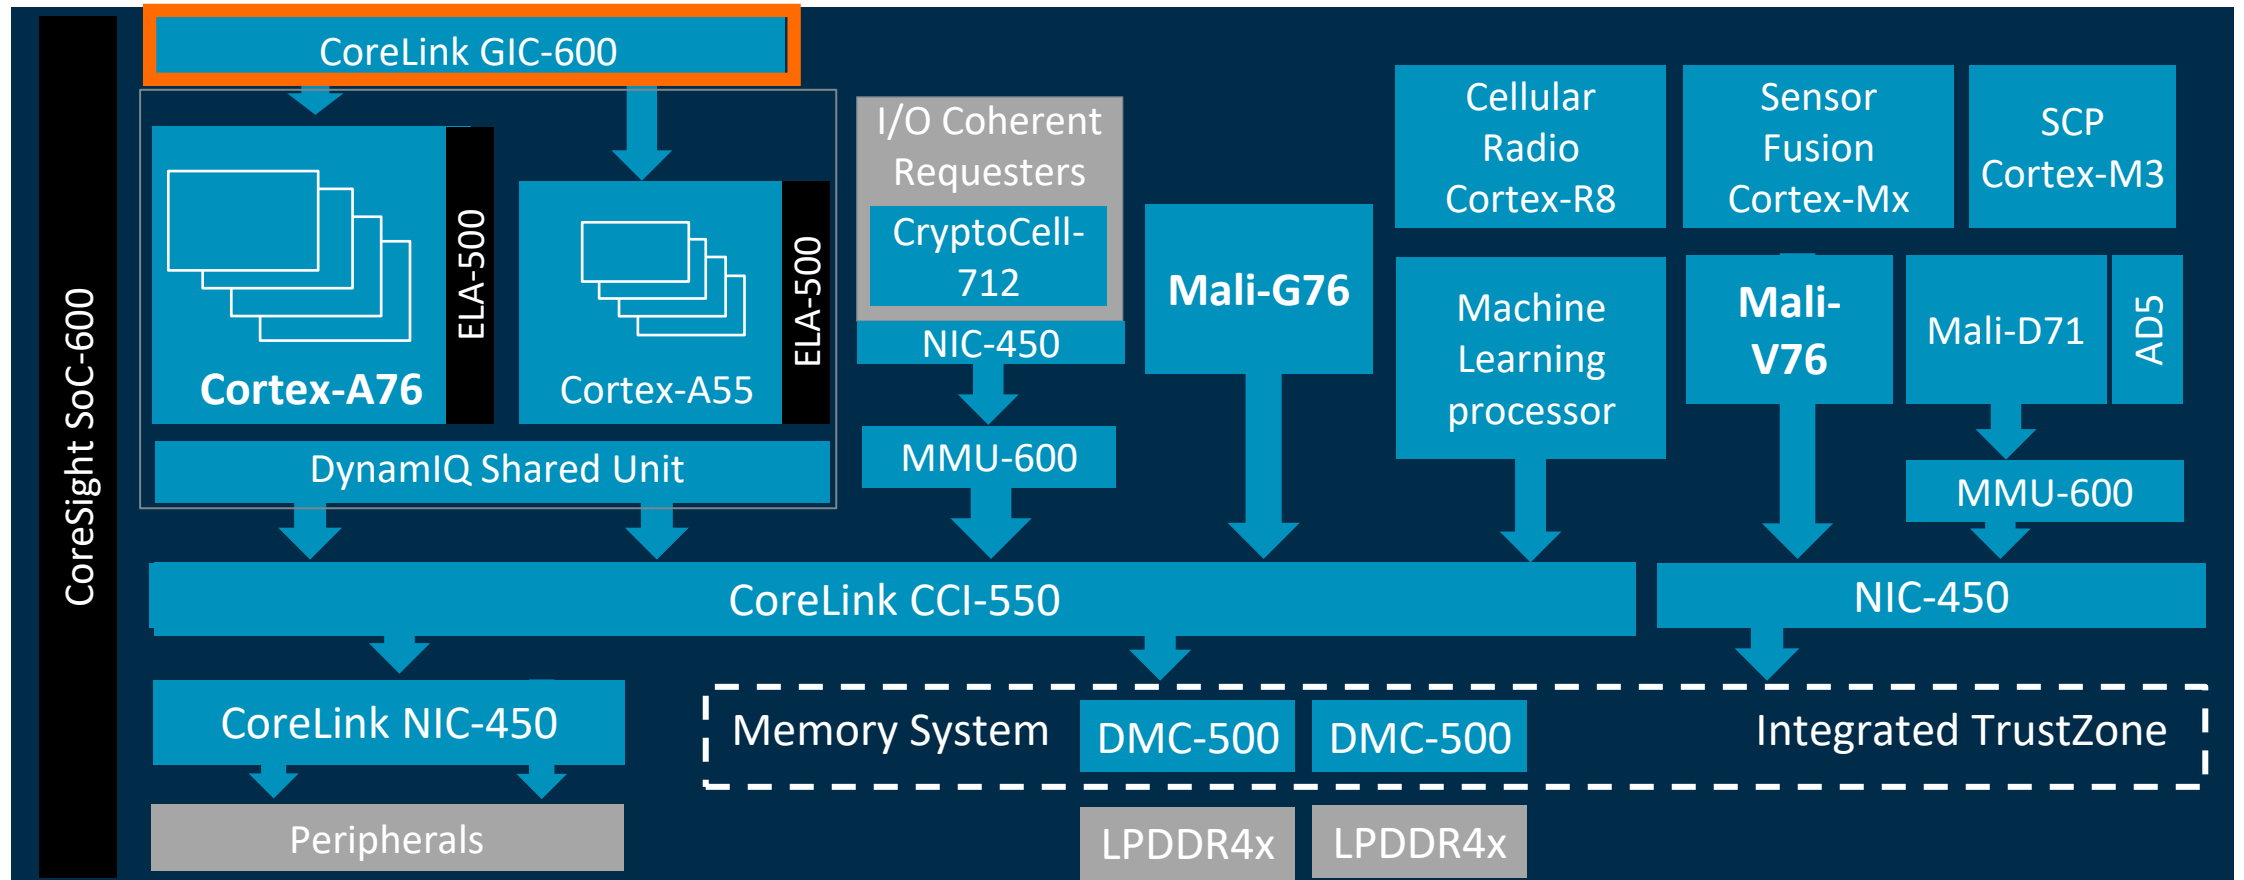 CoreSight SoC-600
CoreLink GIC-600
Cortex-A76
ELA-500
Cortex-A55
ELA-500
DynamIQ Shared Unit
I/O Coherent
Requesters
CryptoCell-
712
NIC-450
MMU-600
Mali-G76
Cellular
Radio
Cortex-R8
Sensor
Fusion
Cortex-Mx
SCP
Cortex-M3
Machine
Learning
processor
Mali-
V76
Mali-D71
AD5
MMU-600
CoreLink CCI-550
NIC-450
CoreLink NIC-450
Peripherals
Memory System
DMC-500
DMC-500
Integrated TrustZone
LPDDR4x
LPDDR4x